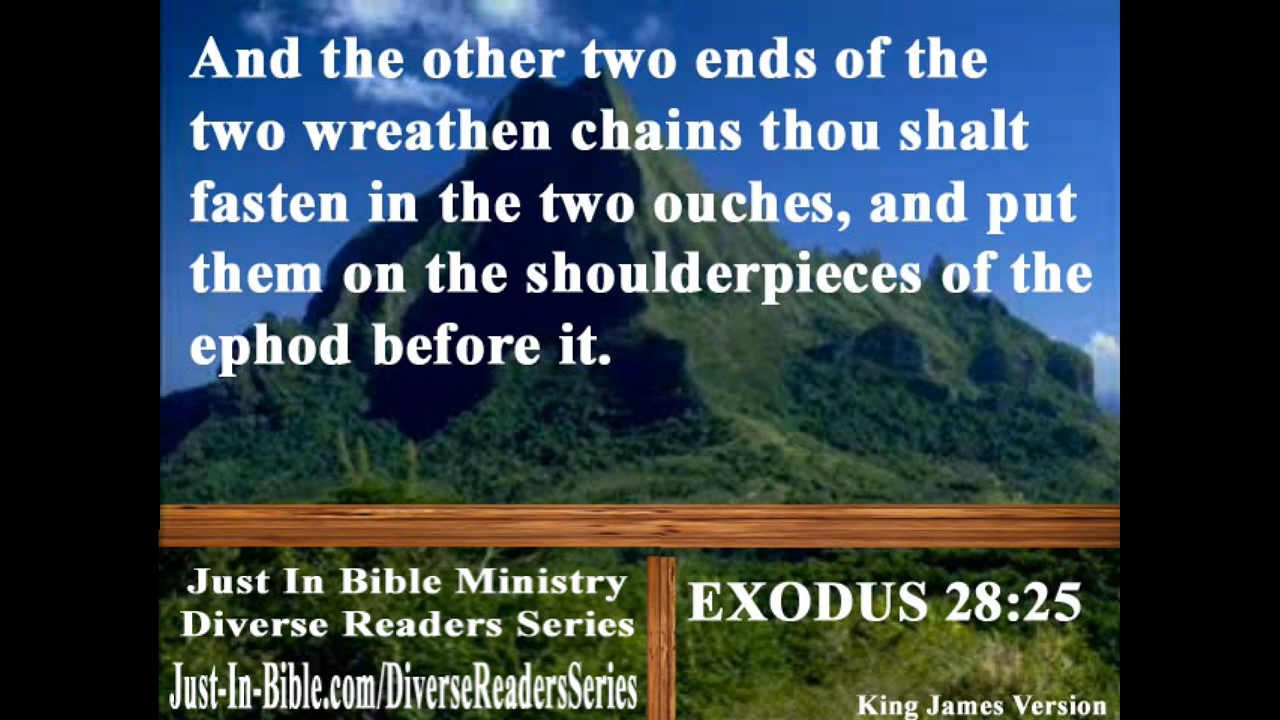 And the other two ends of the
two wreathen chains thou shalt
fasten in the two ouches, and put
them on the shoulderpieces of the
ephod before it.
Just In Bible Ministry
Diverse Readers Series
Just-In-Bible.com/DiverseReadersSeries
EXODUS 28:25
King James Version